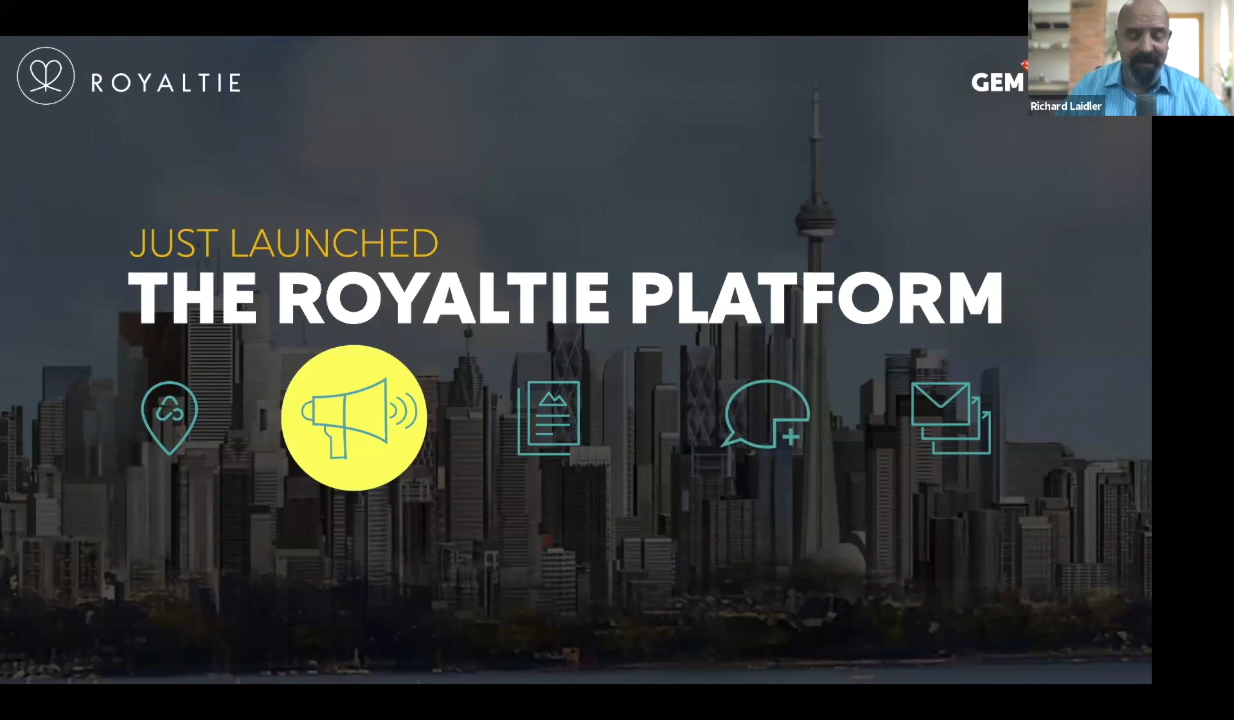 ROYALTIE
GEM
Richard Laidler
JUST LAUNCHED
THE ROYALTIE PLATFORM